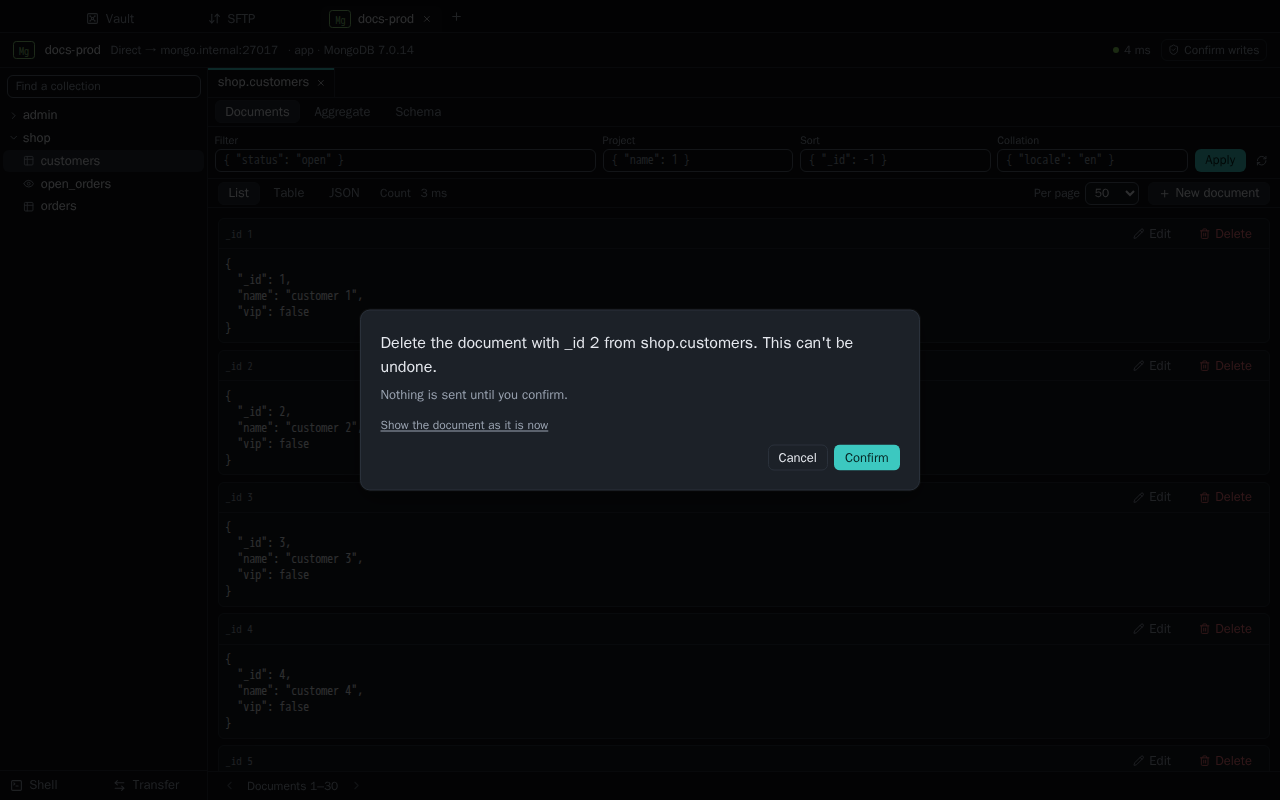 Vault
SFTP
Mg docs-prod × +
Mg docs-prod Direct → mongo.internal:27017 · app · MongoDB 7.0.14
4 ms Confirm writes
Find a collection
admin
shop
customers
open_orders
orders
shop.customers ×
Documents Aggregate Schema
Filter Project Sort Collation
{ "status": "open" } { "name": 1 } { "_id": -1 } { "locale": "en" } Apply
List Table JSON Count 3 ms Per page 50 + New document
_id 1 Edit Delete
{
"_id": 1,
"name": "customer 1",
"vip": false
}
_id 2 Edit Delete
{
"_id": 2,
"name": "customer 2",
"vip": false
}
Delete the document with _id 2 from shop.customers. This can't be
undone.
Nothing is sent until you confirm.
Show the document as it is now
Cancel Confirm
_id 3 Edit Delete
{
"_id": 3,
"name": "customer 3",
"vip": false
}
_id 4 Edit Delete
{
"_id": 4,
"name": "customer 4",
"vip": false
}
_id 5 Edit Delete
Shell Transfer
Documents 1–30